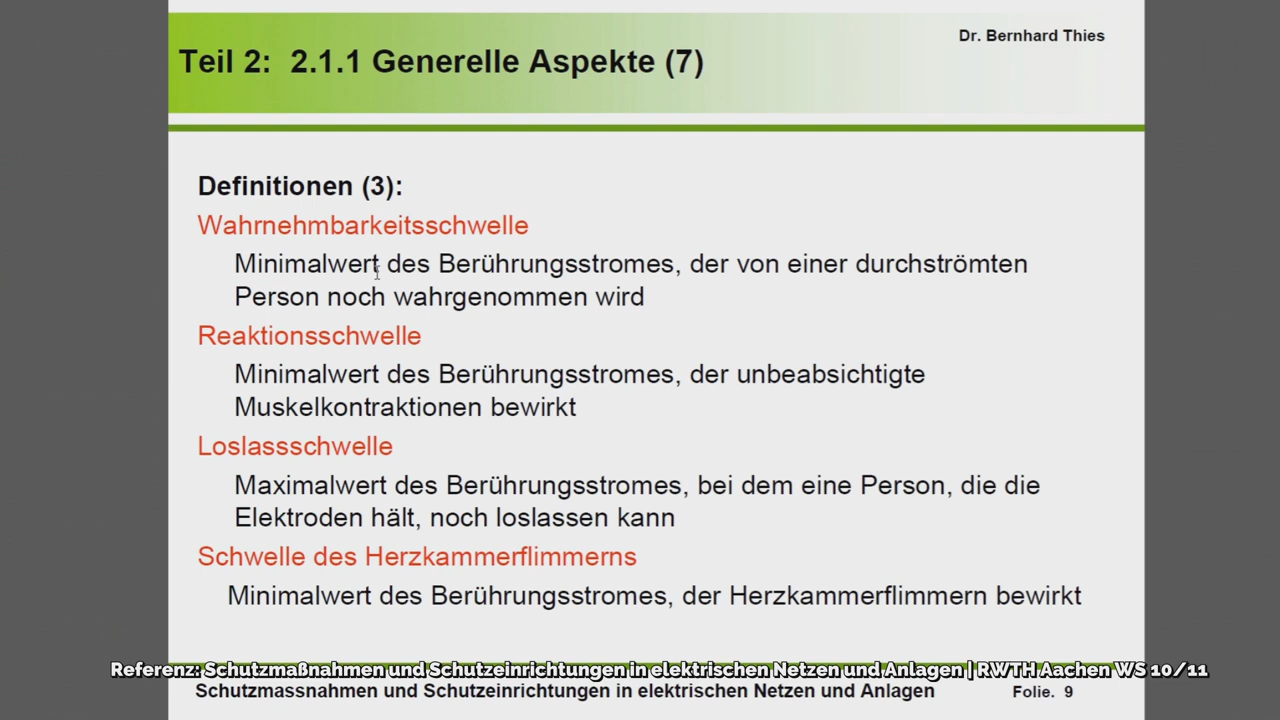 Dr. Bernhard Thies
Teil 2: 2.1.1 Generelle Aspekte (7)
Definitionen (3):
Wahrnehmbarkeitsschwelle
Minimalwert des Berührungsstromes, der von einer durchströmten
Person noch wahrgenommen wird
Reaktionsschwelle
Minimalwert des Berührungsstromes, der unbeabsichtigte
Muskelkontraktionen bewirkt
Loslassschwelle
Maximalwert des Berührungsstromes, bei dem eine Person, die die
Elektroden hält, noch loslassen kann
Schwelle des Herzkammerflimmerns
Minimalwert des Berührungsstromes, der Herzkammerflimmern bewirkt
Referenz: Schutzmaßnahmen und Schutzeinrichtungen in elektrischen Netzen und Anlagen | RWTH Aachen WS 10/11
Schutzmassnahmen und Schutzeinrichtungen in elektrischen Netzen und Anlagen Folie. 9